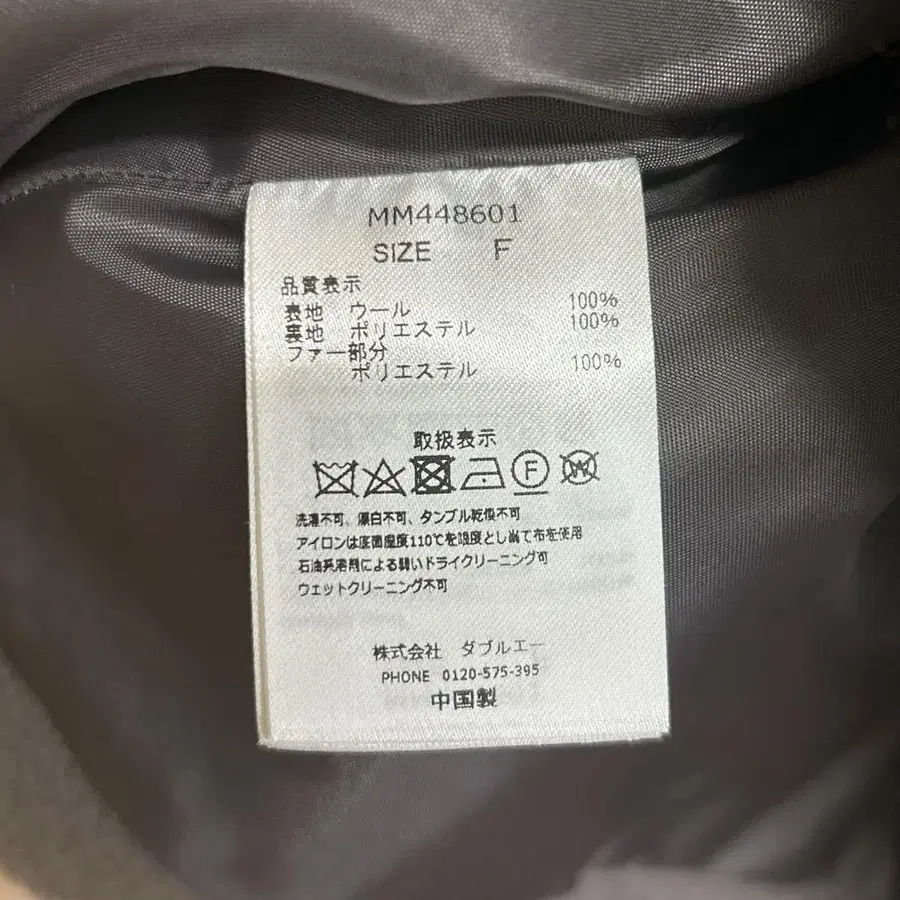 MM448601
SIZE F
品質表示
表地 ウール 100%
裏地 ポリエステル 100%
ファー部分
ポリエステル 100%
取扱表示
F
W
洗濯不可、漂白不可、タンブル乾燥不可
アイロンは底面温度110℃を限度とし当て布を使用
石油系溶剤による弱いドライクリーニング可
ウェットクリーニング不可
株式会社 ダブルエー
PHONE 0120-575-395
中国製